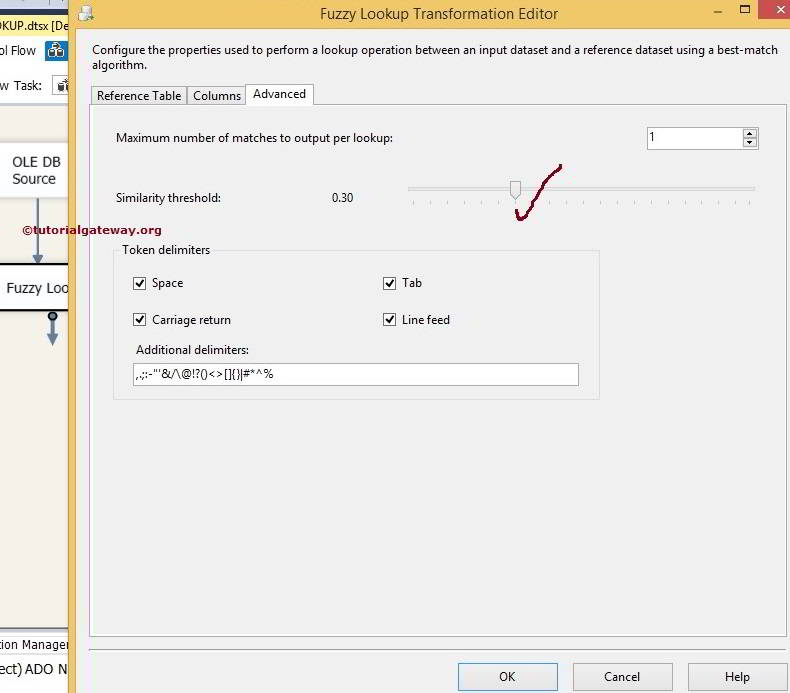 Fuzzy Lookup Transformation Editor
OKUP.dtsx [De
ol Flow
w Task:
OLE DB
Source
©tutorialgateway.org
Fuzzy Loo
tion Manager
ect) ADO N
Configure the properties used to perform a lookup operation between an input dataset and a reference dataset using a best-match
algorithm.
Reference Table Columns Advanced
Maximum number of matches to output per lookup: 1
Similarity threshold: 0.30
Token delimiters
Space Tab
Carriage return Line feed
Additional delimiters:
,.;:-"'&/\@!?()<>[]{}|#*^%
OK Cancel Help